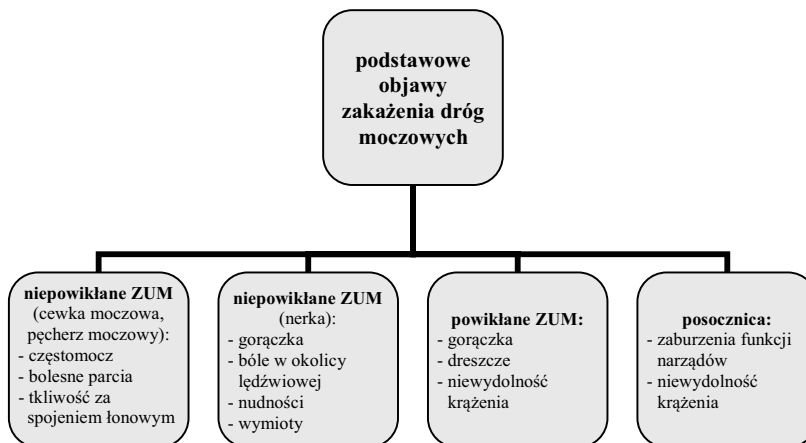 podstawowe
objawy
zakażenia dróg
moczowych
niepowikłane ZUM
(cewka moczowa,
pęcherz moczowy):
- częstomocz
- bolesne parcia
- tkliwość za
spojeniem łonowym
niepowikłane ZUM
(nerka):
- gorączka
- bóle w okolicy
lędźwiowej
- nudności
- wymioty
powikłane ZUM:
- gorączka
- dreszcze
- niewydolność
krążenia
posocznica:
- zaburzenia funkcji
narządów
- niewydolność
krążenia